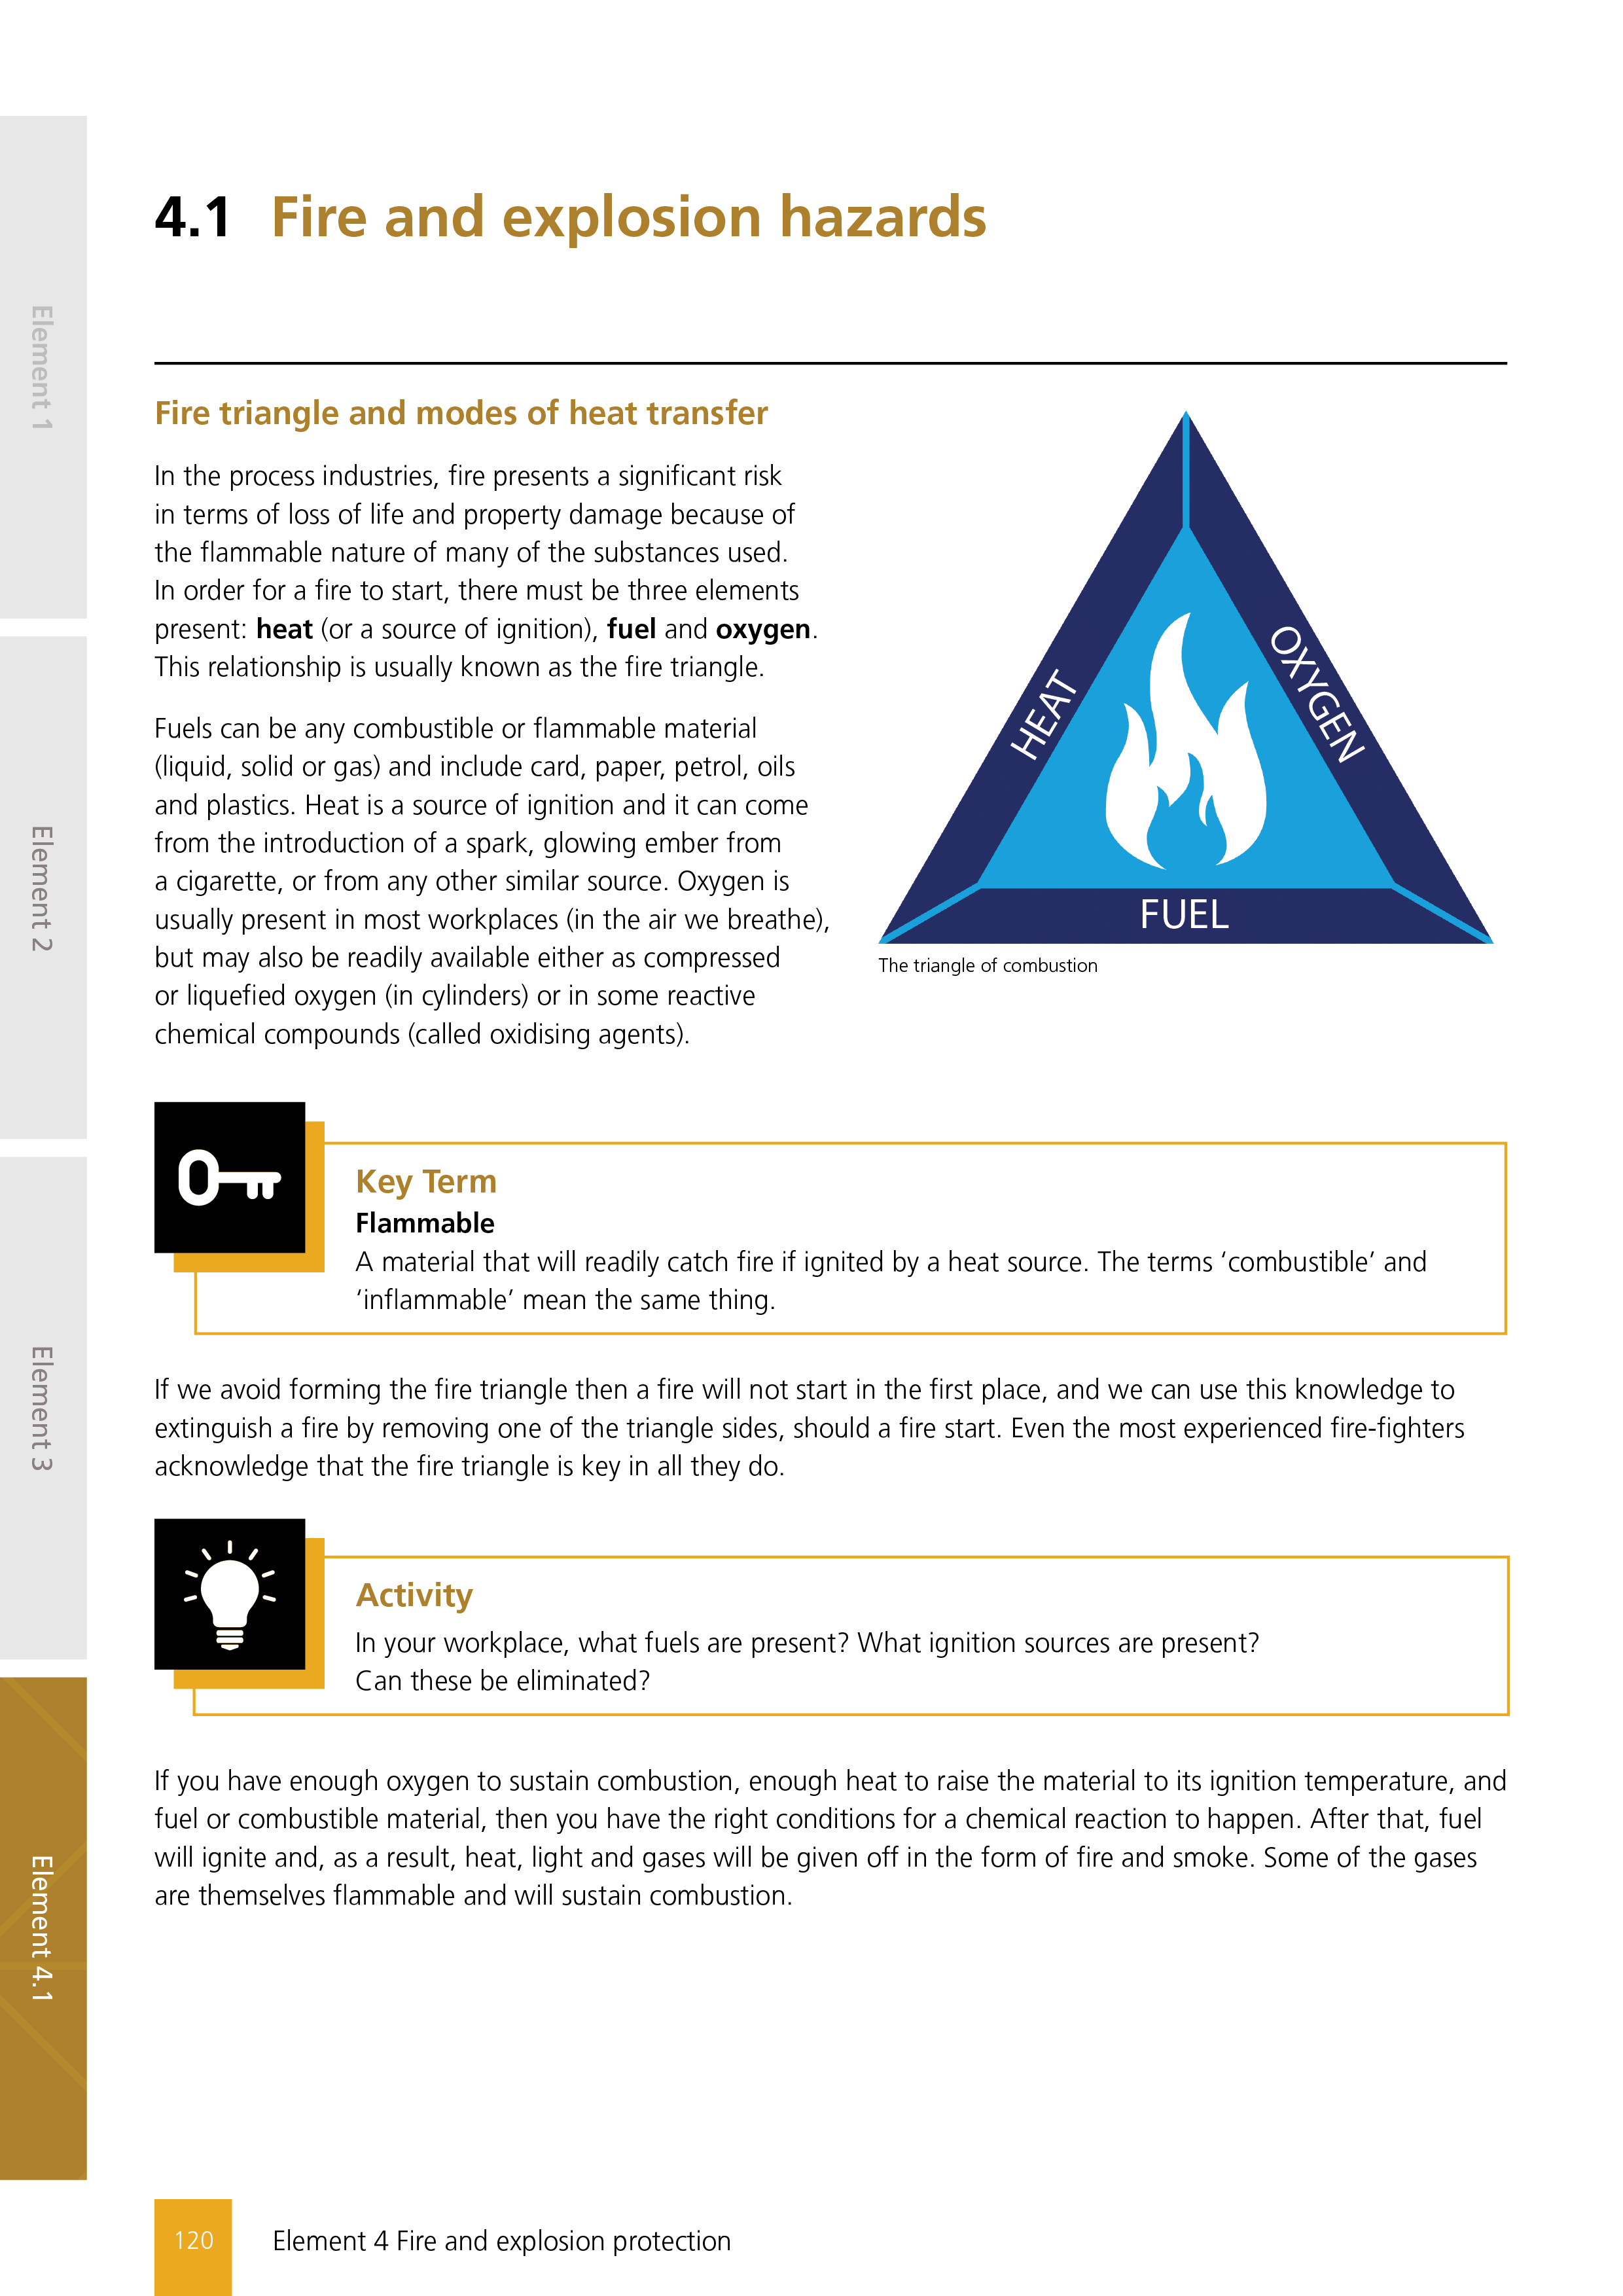 4.1 Fire and explosion hazards
Fire triangle and modes of heat transfer
In the process industries, fire presents a significant risk
in terms of loss of life and property damage because of
the flammable nature of many of the substances used.
In order for a fire to start, there must be three elements
present: heat (or a source of ignition), fuel and oxygen.
This relationship is usually known as the fire triangle.
Fuels can be any combustible or flammable material
(liquid, solid or gas) and include card, paper, petrol, oils
and plastics. Heat is a source of ignition and it can come
from the introduction of a spark, glowing ember from
a cigarette, or from any other similar source. Oxygen is
usually present in most workplaces (in the air we breathe),
but may also be readily available either as compressed
or liquefied oxygen (in cylinders) or in some reactive
chemical compounds (called oxidising agents).
HEAT
OXYGEN
FUEL
The triangle of combustion
Key Term
Flammable
A material that will readily catch fire if ignited by a heat source. The terms ‘combustible’ and
‘inflammable’ mean the same thing.
If we avoid forming the fire triangle then a fire will not start in the first place, and we can use this knowledge to
extinguish a fire by removing one of the triangle sides, should a fire start. Even the most experienced fire-fighters
acknowledge that the fire triangle is key in all they do.
Activity
In your workplace, what fuels are present? What ignition sources are present?
Can these be eliminated?
If you have enough oxygen to sustain combustion, enough heat to raise the material to its ignition temperature, and
fuel or combustible material, then you have the right conditions for a chemical reaction to happen. After that, fuel
will ignite and, as a result, heat, light and gases will be given off in the form of fire and smoke. Some of the gases
are themselves flammable and will sustain combustion.
Element 1
Element 2
Element 3
Element 4.1
120
Element 4 Fire and explosion protection